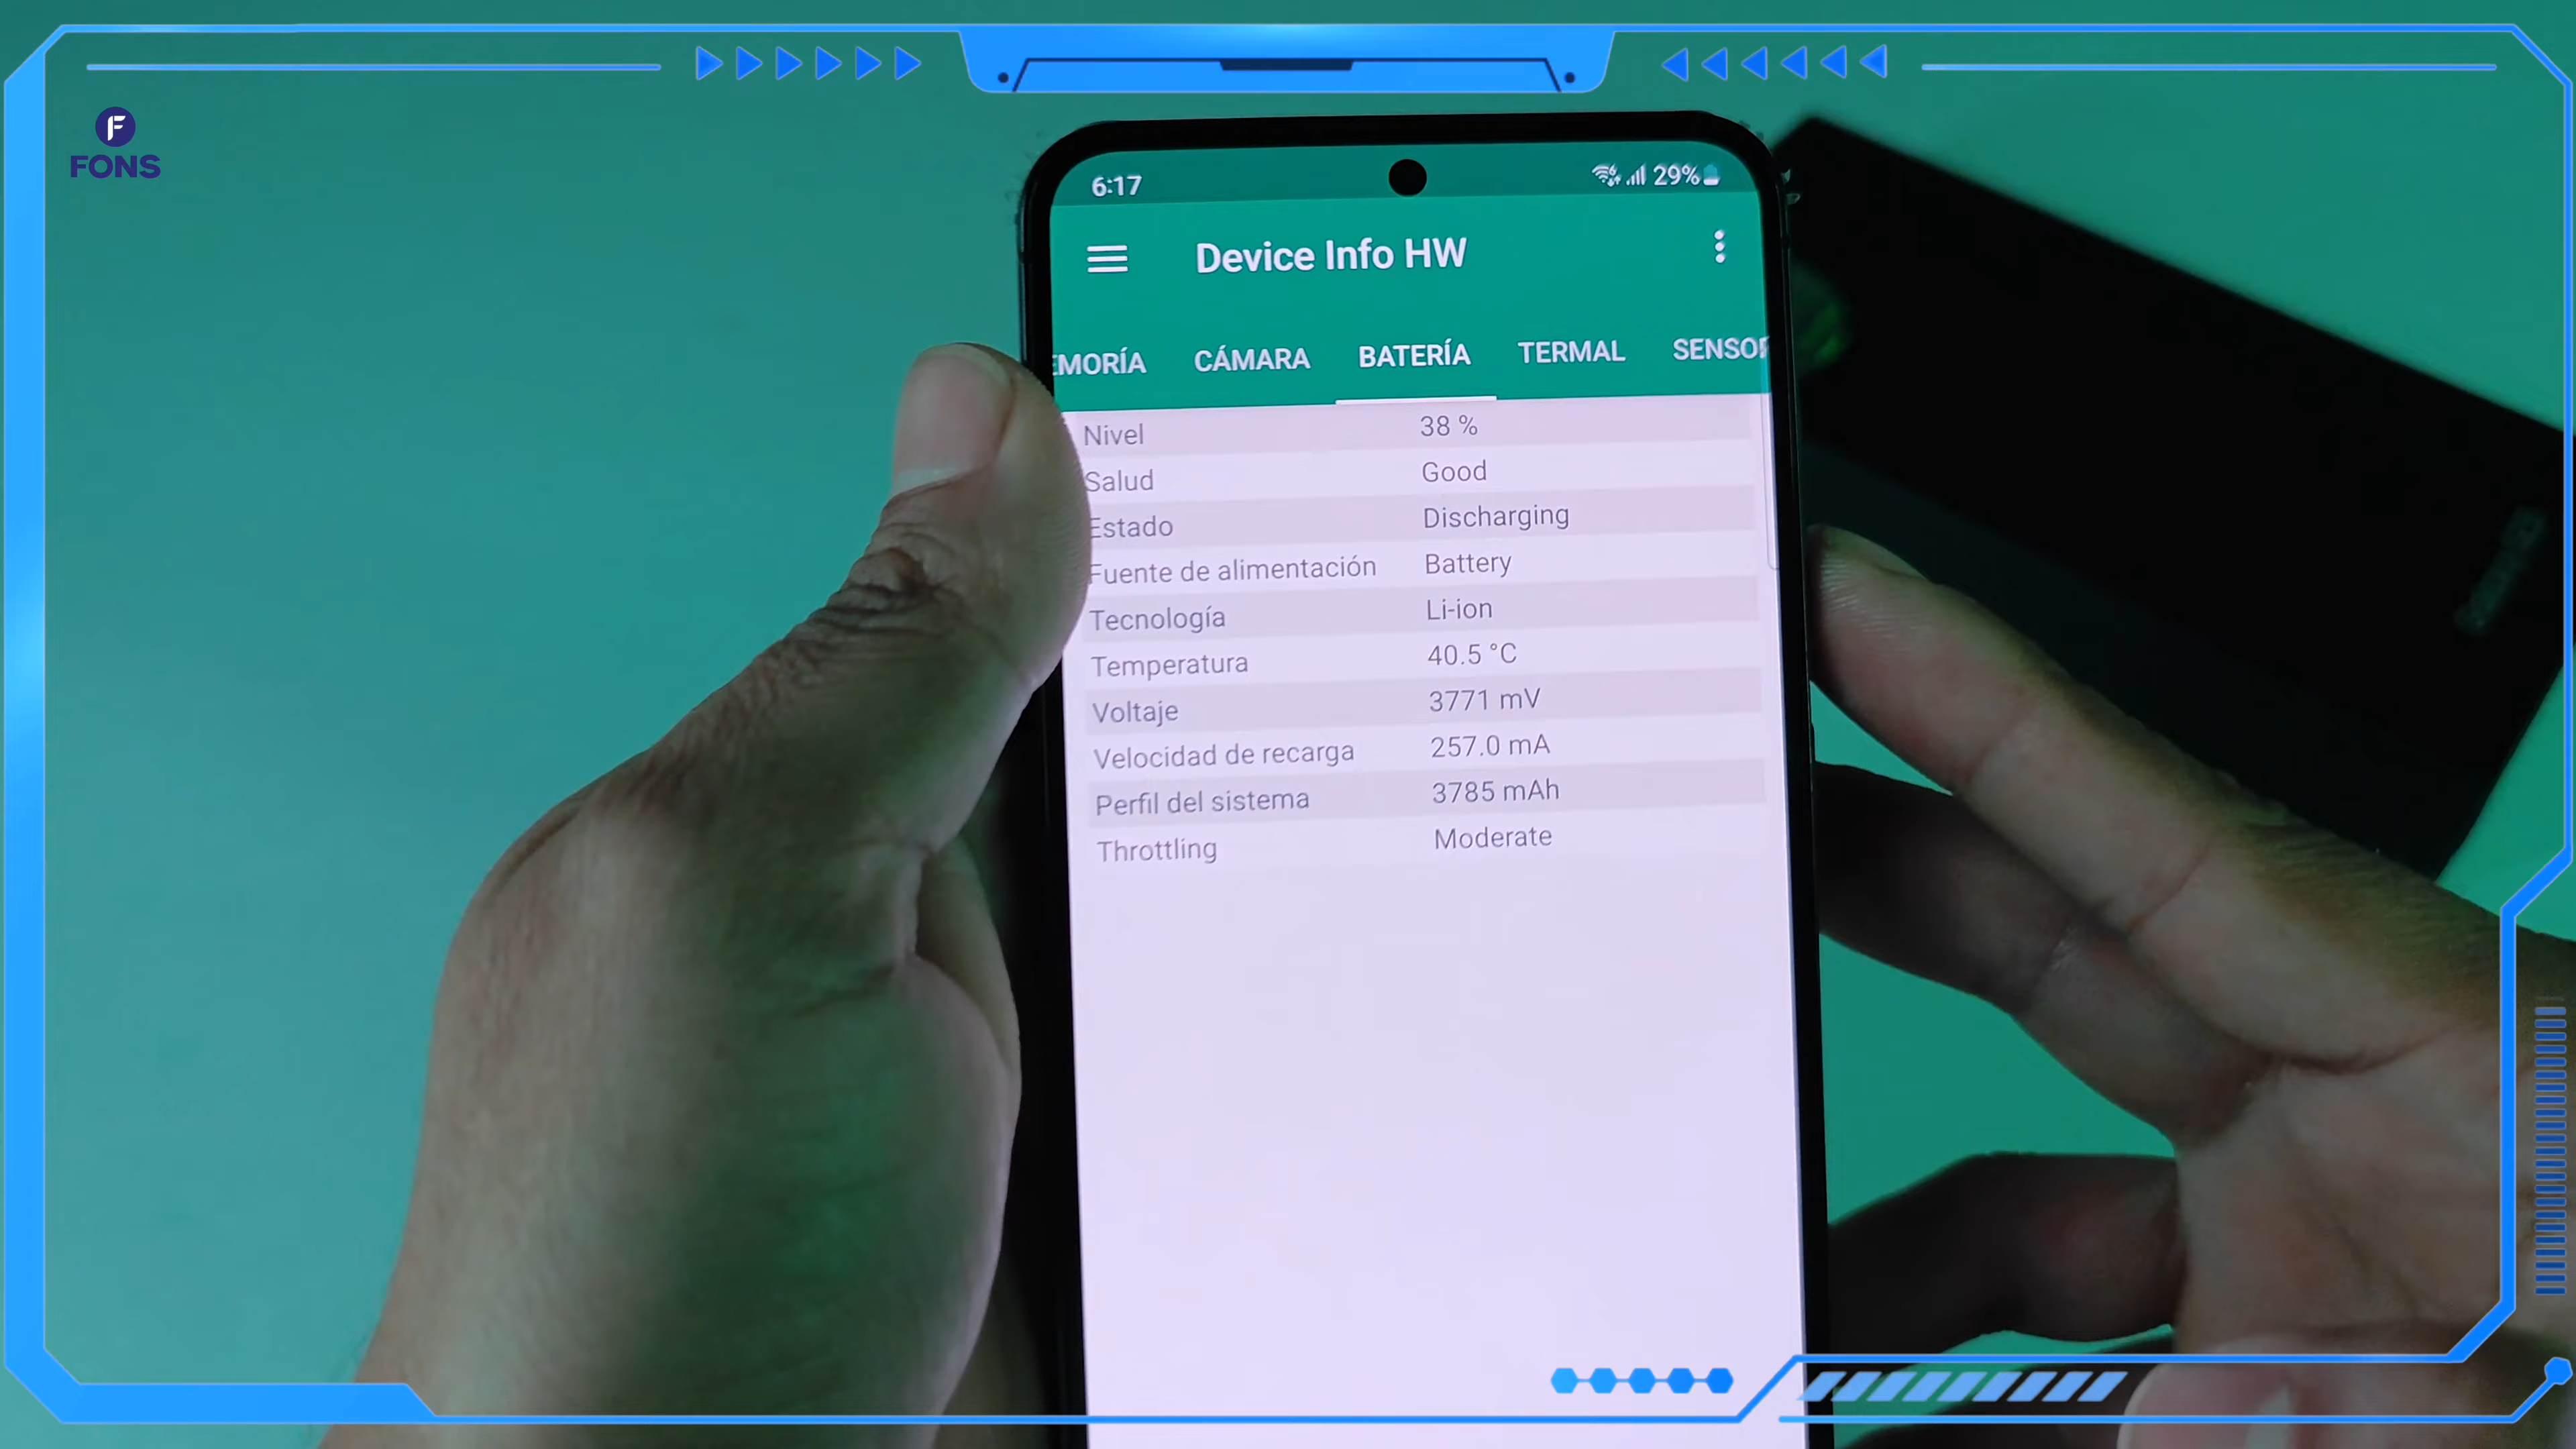 F
FONS
6:17 29%
Device Info HW
EMORÍA CÁMARA BATERÍA TERMAL SENSOR
Nivel 38 %
Salud Good
Estado Discharging
Fuente de alimentación Battery
Tecnología Li-ion
Temperatura 40.5 °C
Voltaje 3771 mV
Velocidad de recarga 257.0 mA
Perfil del sistema 3785 mAh
Throttling Moderate